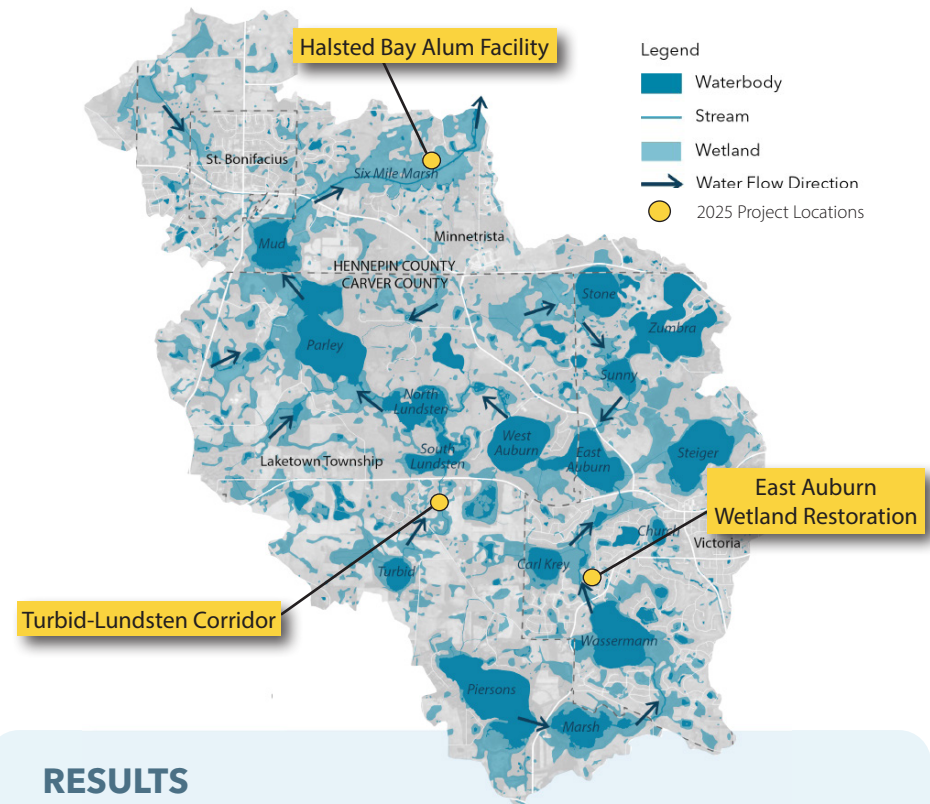 Halsted Bay Alum Facility
Legend
Waterbody
Stream
Wetland
Water Flow Direction
2025 Project Locations
St. Bonifacius
Six Mile Marsh
Mud
Minnetrista
HENNEPIN COUNTY
CARVER COUNTY
Stone
Zumbra
Parley
Sunny
North
Lundsten
West
Auburn
East
Auburn
Steiger
South
Lundsten
Laketown Township
East Auburn
Wetland Restoration
Church
Victoria
Carl Krey
Turbid
Turbid-Lundsten Corridor
Wassermann
Piersons
Marsh
RESULTS